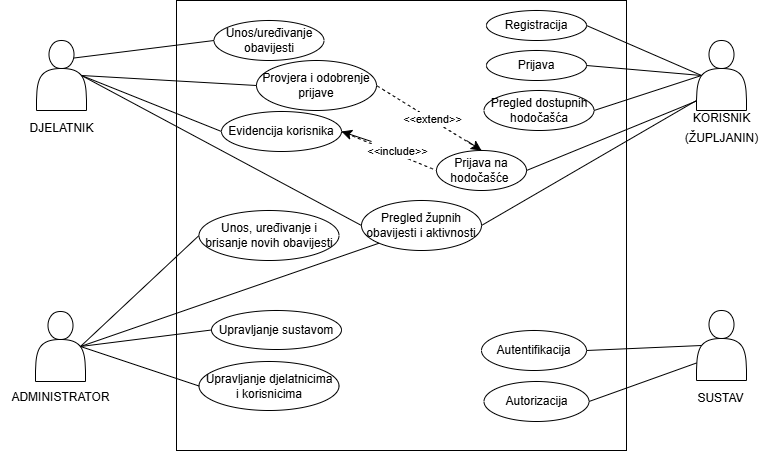 Unos/uređivanje
obavijesti
Registracija
Prijava
Provjera i odobrenje
prijave
Pregled dostupnih
hodočašća
DJELATNIK
KORISNIK
(ŽUPLJANIN)
<<extend>>
Evidencija korisnika
<<include>>
Prijava na
hodočašće
Pregled župnih
obavijesti i aktivnosti
Unos, uređivanje i
brisanje novih obavijesti
Upravljanje sustavom
Autentifikacija
Upravljanje djelatnicima
i korisnicima
Autorizacija
ADMINISTRATOR
SUSTAV